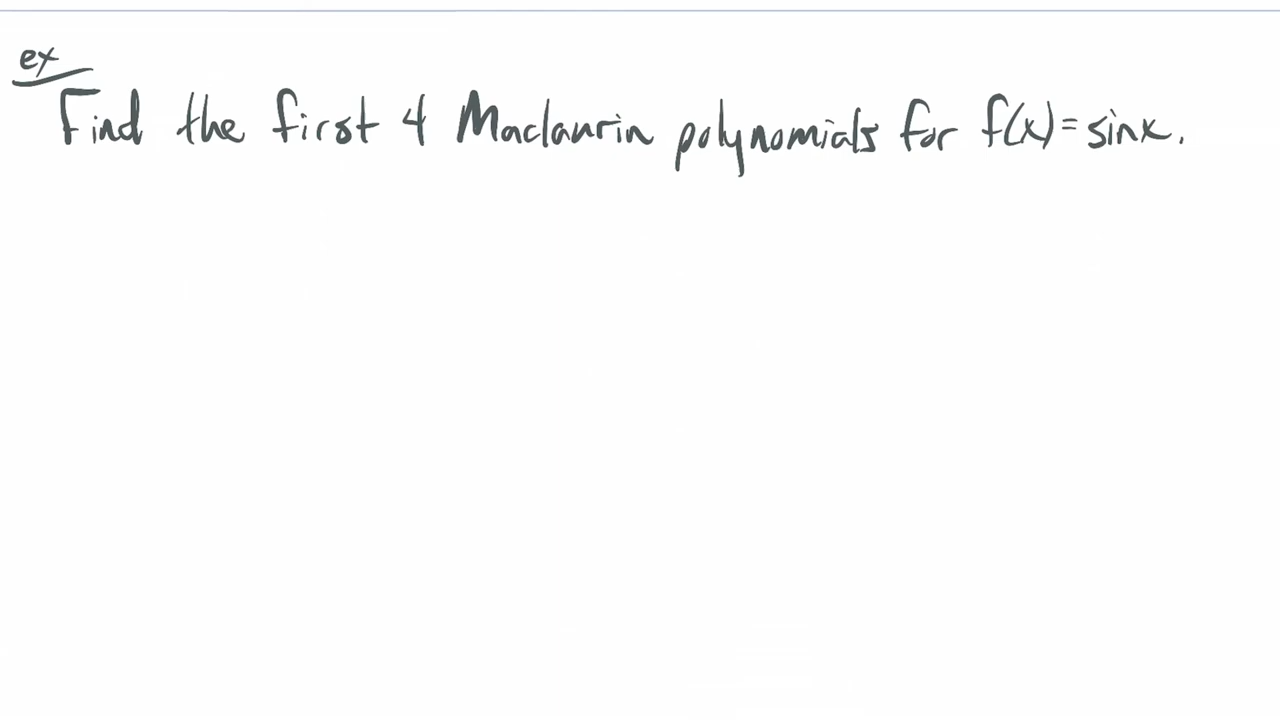 ex
Find the first 4 Maclaurin polynomials for f(x)=sinx.